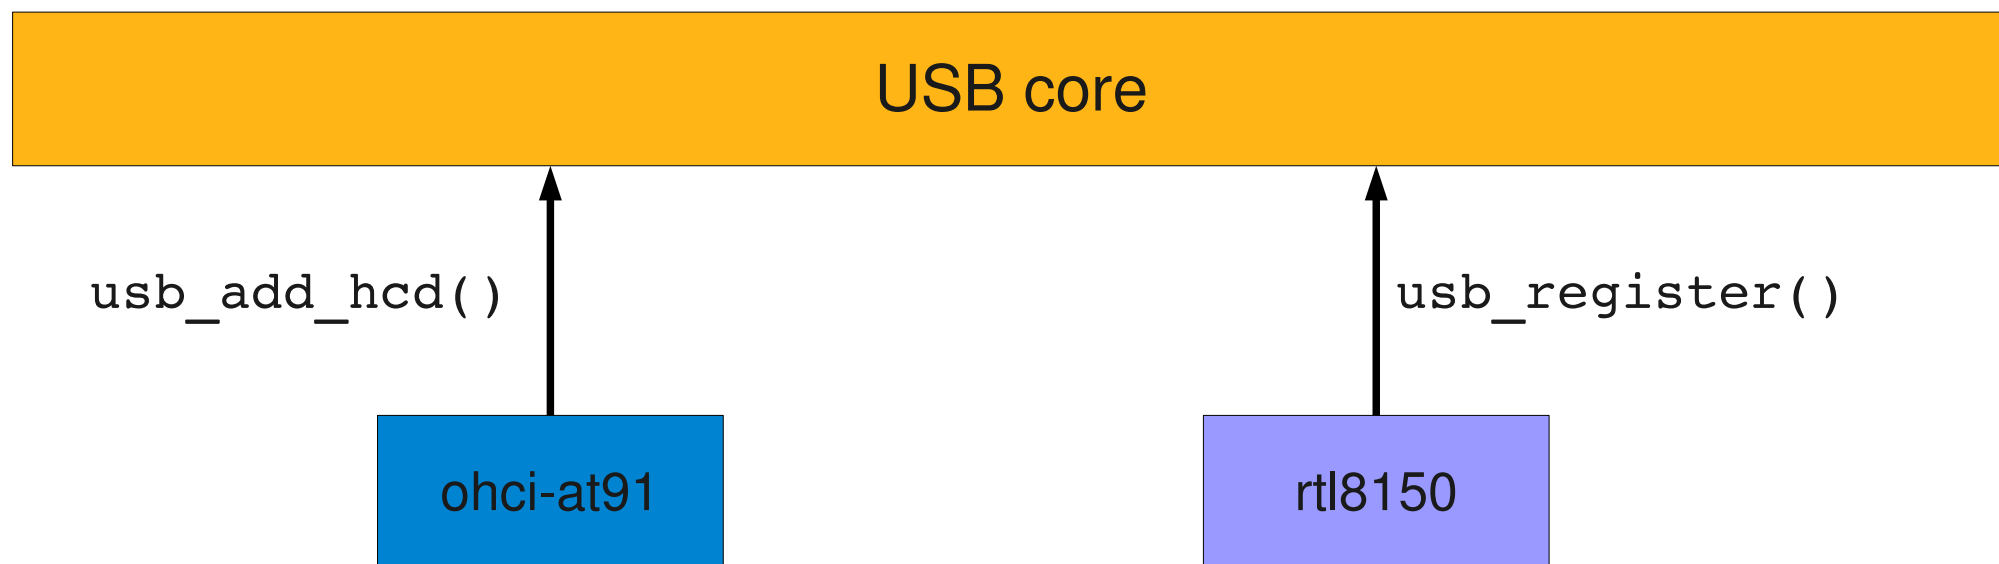 USB core
usb_add_hcd()
usb_register()
ohci-at91
rtl8150